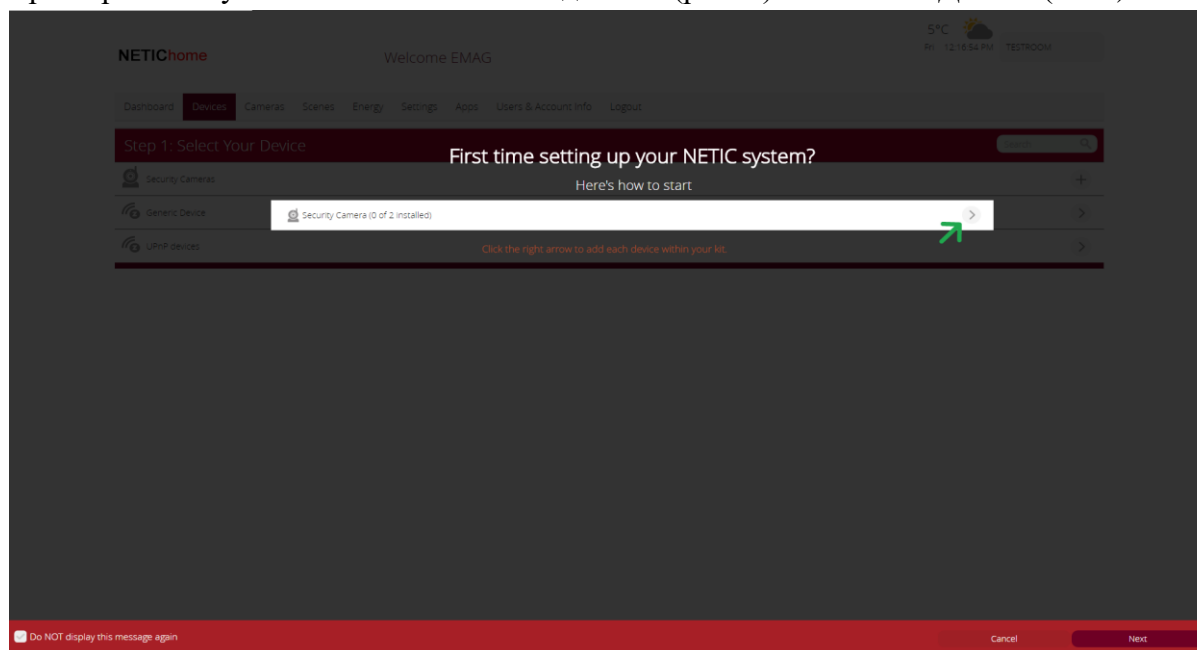 5°C
NETIChome
Welcome EMAG
Fri 12:16:54 PM TESTROOM
Dashboard Devices Cameras Scenes Energy Settings Apps Users & Account Info Logout
Step 1: Select Your Device
Search
First time setting up your NETIC system?
Security Cameras
Here's how to start
Generic Device
Security Camera (0 of 2 installed)
UPnP devices
Click the right arrow to add each device within your kit.
Do NOT display this message again
Cancel
Next